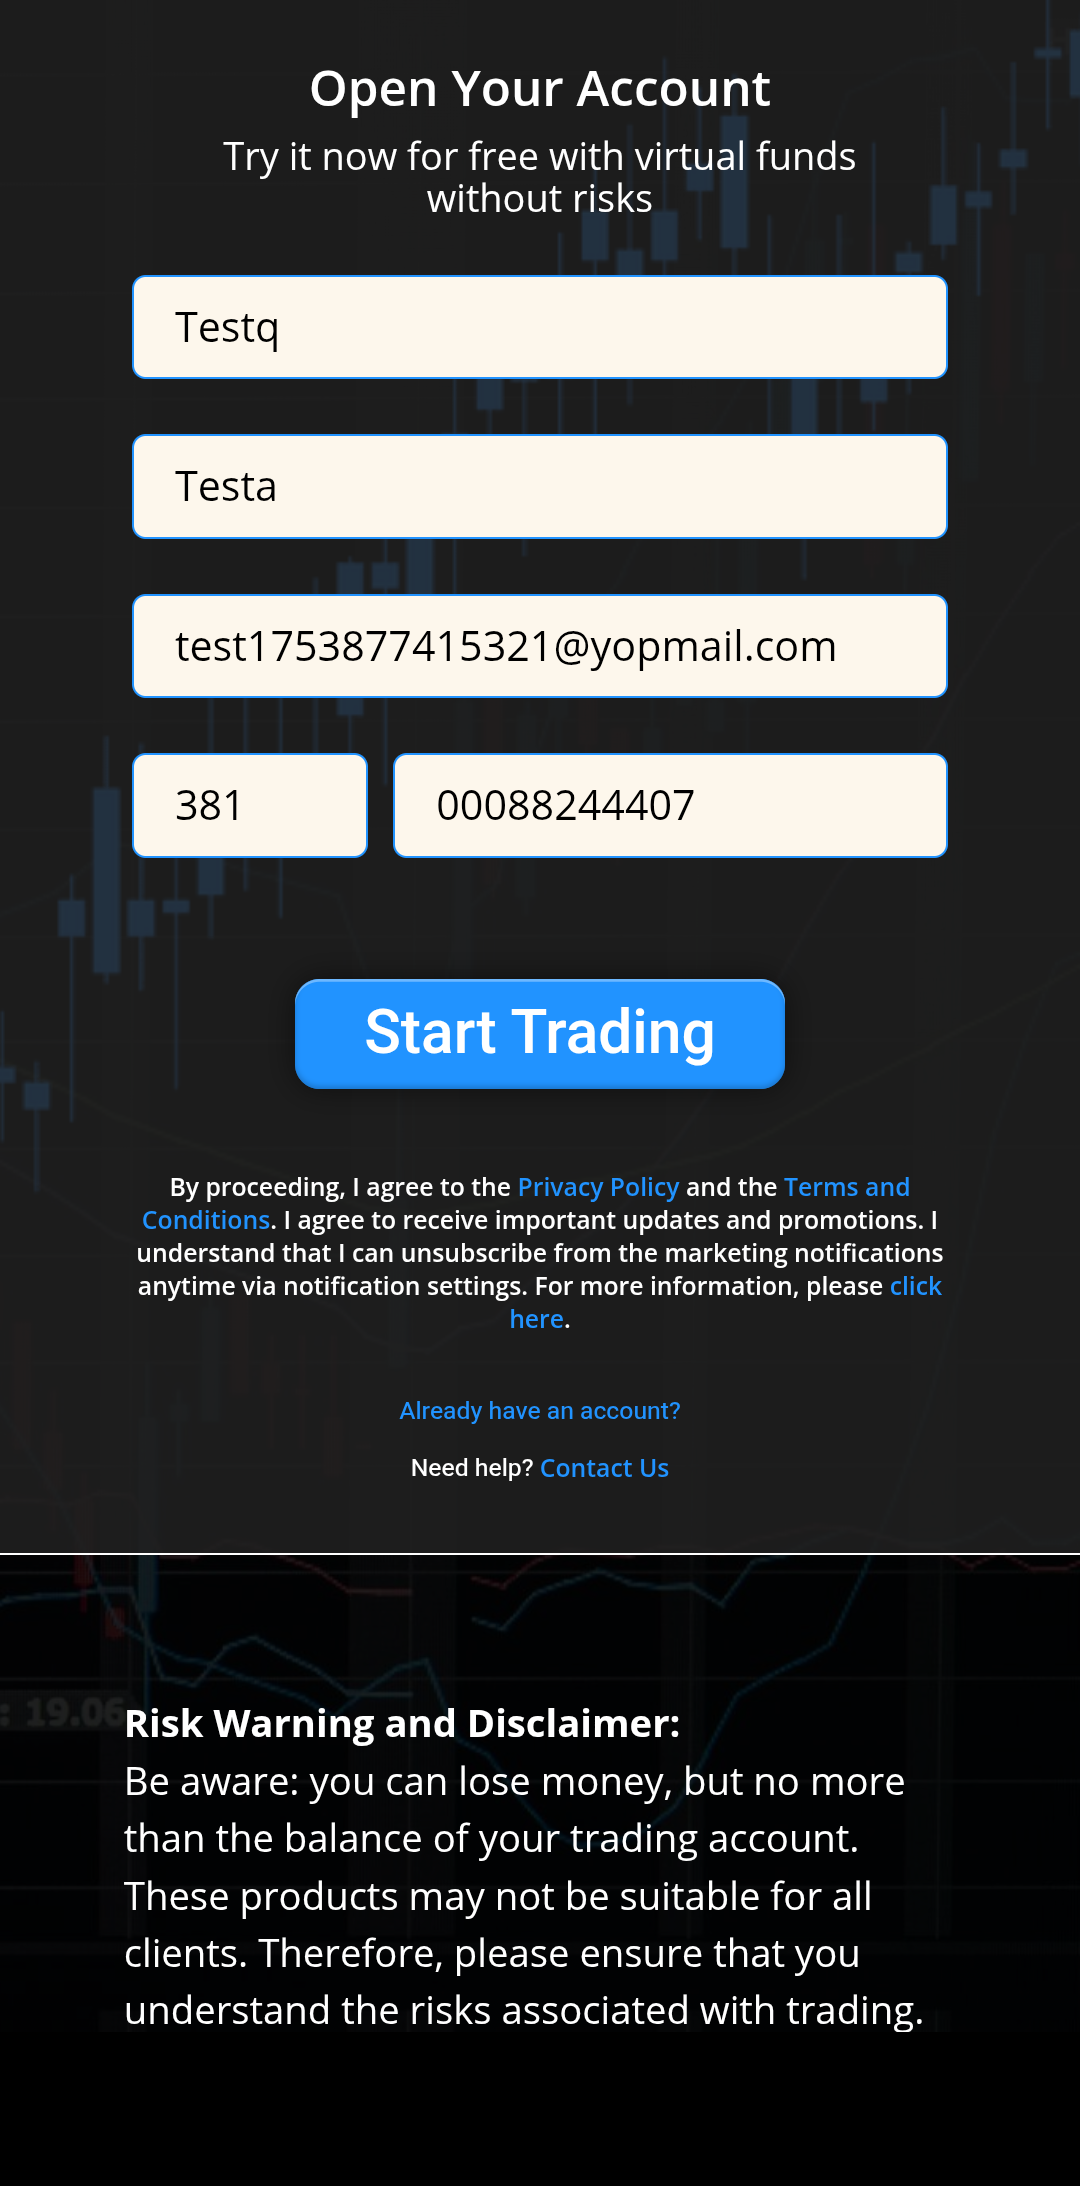 Open Your Account
Try it now for free with virtual funds
without risks
Testq
Testa
test1753877415321@yopmail.com
381 00088244407
Start Trading
By proceeding, I agree to the Privacy Policy and the Terms and
Conditions. I agree to receive important updates and promotions. I
understand that I can unsubscribe from the marketing notifications
anytime via notification settings. For more information, please click
here.
Already have an account?
Need help? Contact Us
: 19.06
Risk Warning and Disclaimer:
Be aware: you can lose money, but no more
than the balance of your trading account.
These products may not be suitable for all
clients. Therefore, please ensure that you
understand the risks associated with trading.